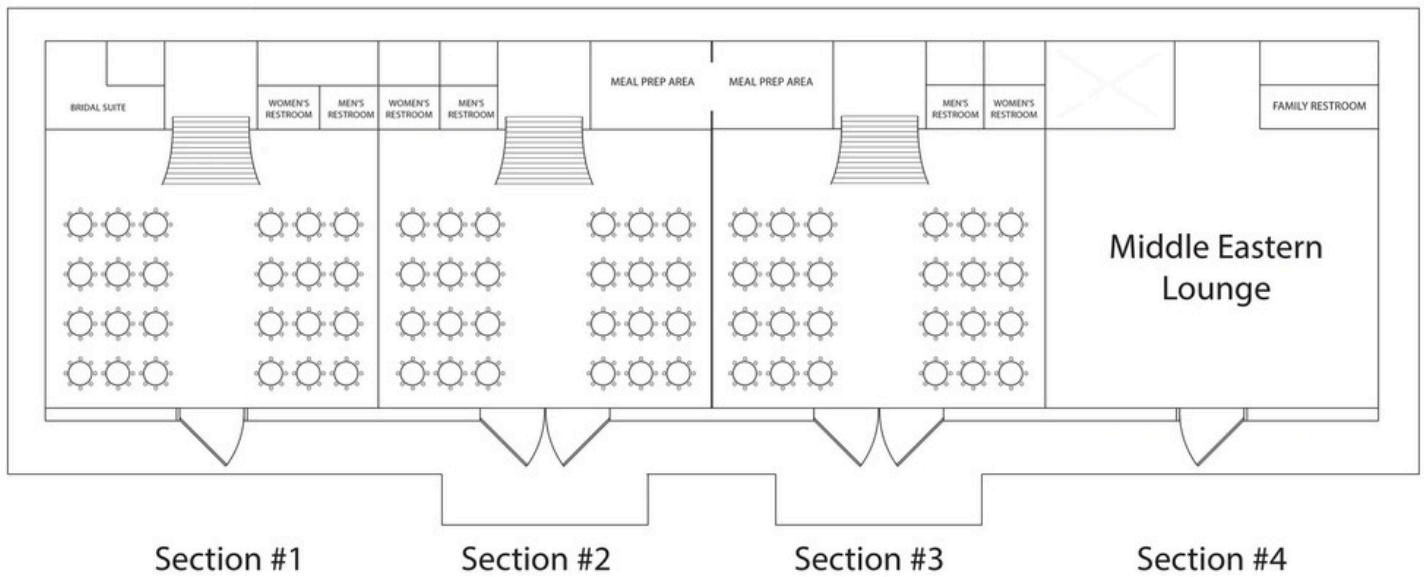 MEAL PREP AREA
MEAL PREP AREA
BRIDAL SUITE
WOMEN'S
RESTROOM
MEN'S
RESTROOM
WOMEN'S
RESTROOM
MEN'S
RESTROOM
MEN'S
RESTROOM
WOMEN'S
RESTROOM
FAMILY RESTROOM
Middle Eastern
Lounge
Section #1
Section #2
Section #3
Section #4